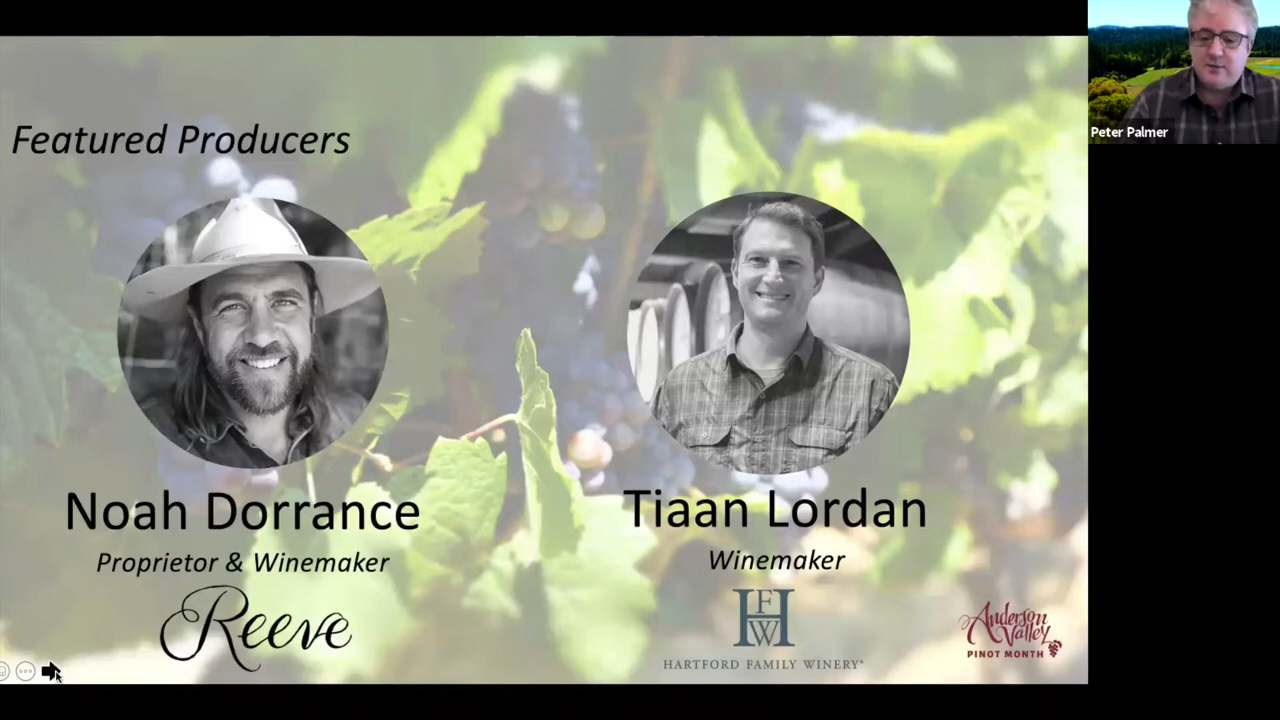 Peter Palmer
Featured Producers
Noah Dorrance
Proprietor & Winemaker
Reeve
Tiaan Lordan
Winemaker
HFW
HARTFORD FAMILY WINERY
Anderson
Valley
PINOT MONTH